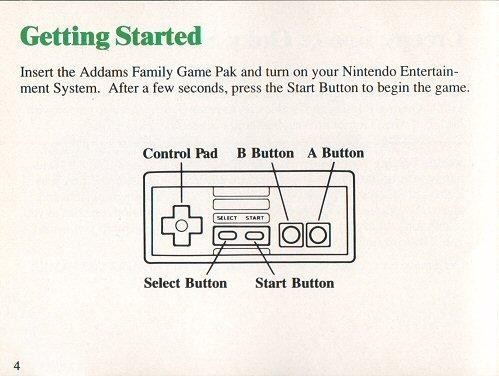 Getting Started
Insert the Addams Family Game Pak and turn on your Nintendo Entertain-
ment System. After a few seconds, press the Start Button to begin the game.
Control Pad B Button A Button
SELECT START
Select Button Start Button
4